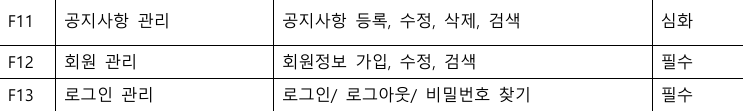 F11 공지사항 관리 공지사항 등록, 수정, 삭제, 검색 심화
F12 회원 관리 회원정보 가입, 수정, 검색 필수
F13 로그인 관리 로그인/ 로그아웃/ 비밀번호 찾기 필수